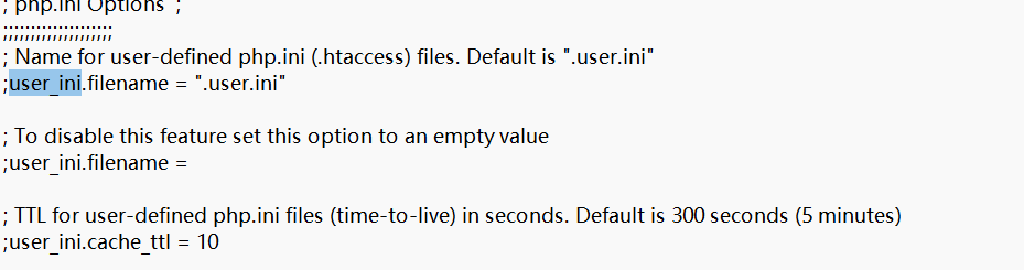 ; php.ini Options ;
;;;;;;;;;;;;;;;;;;;;
; Name for user-defined php.ini (.htaccess) files. Default is ".user.ini"
;user_ini.filename = ".user.ini"
; To disable this feature set this option to an empty value
;user_ini.filename =
; TTL for user-defined php.ini files (time-to-live) in seconds. Default is 300 seconds (5 minutes)
;user_ini.cache_ttl = 10